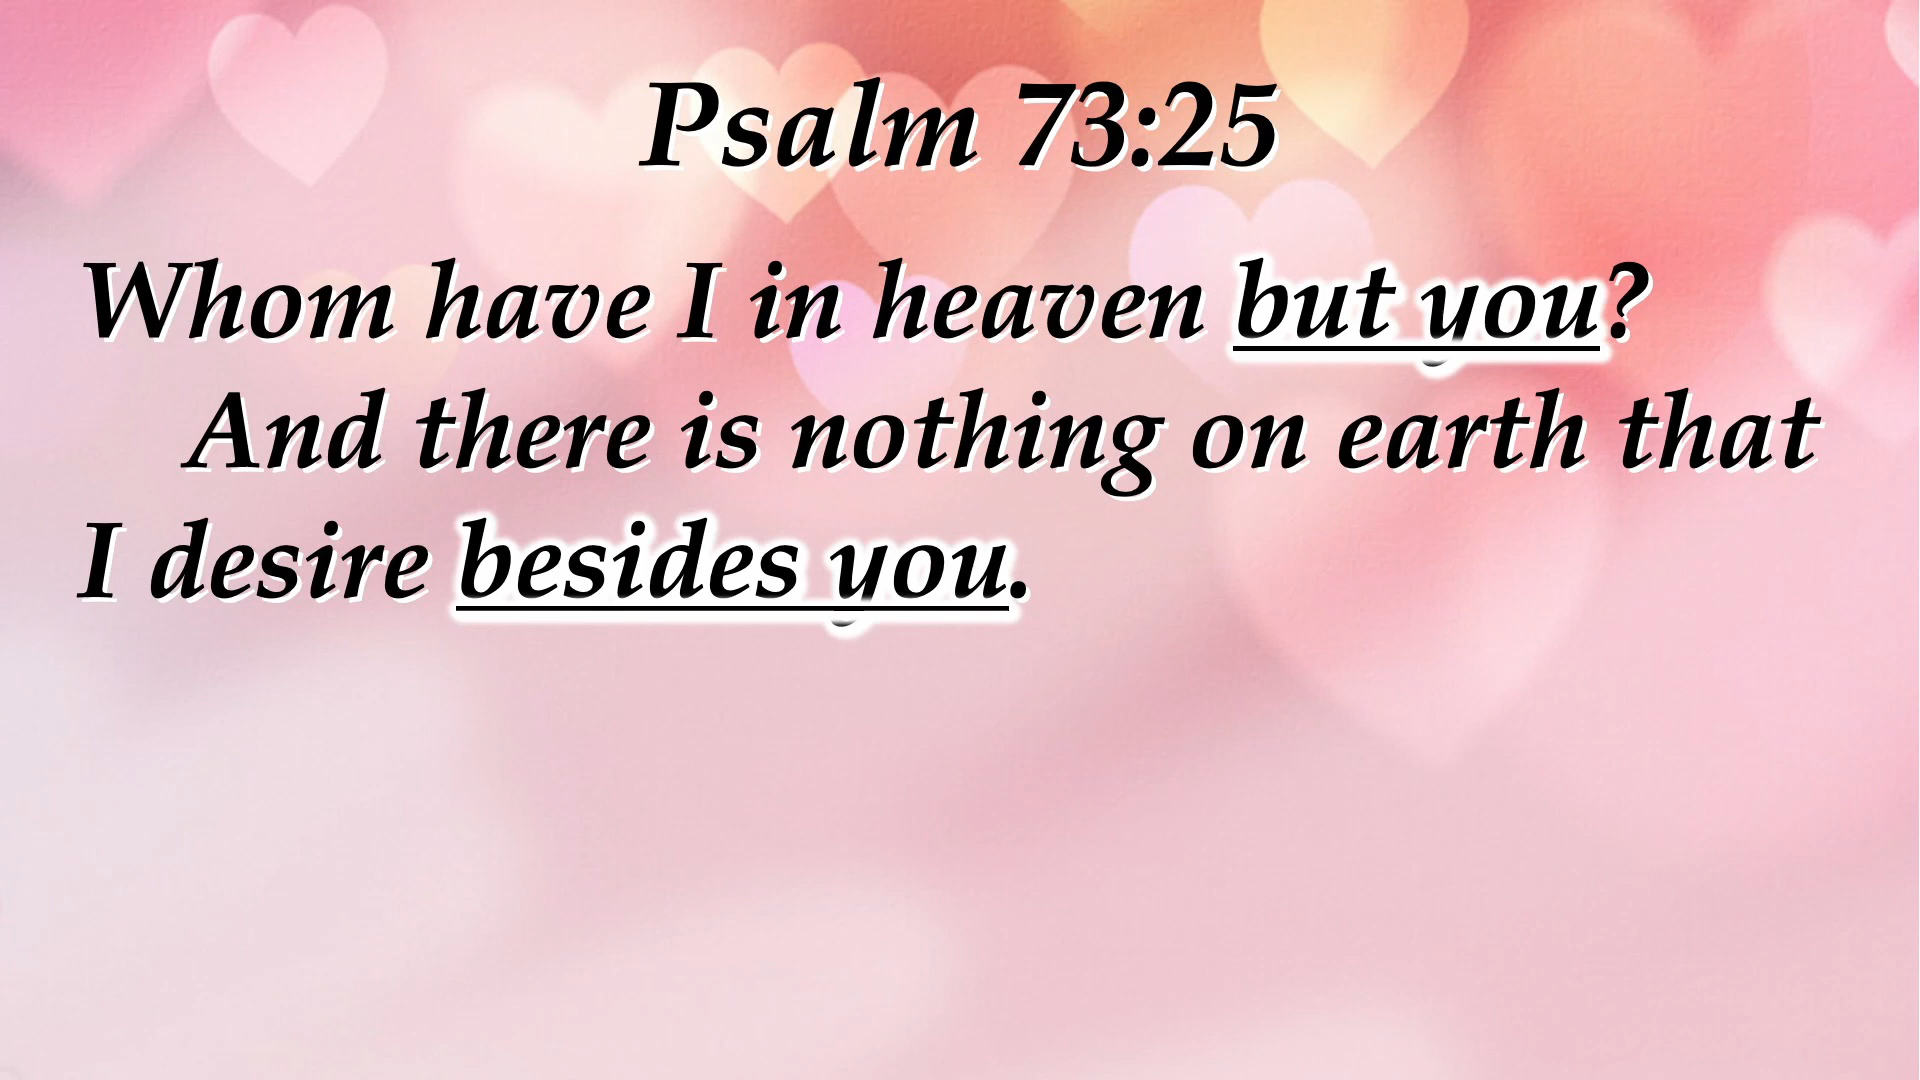 Psalm 73:25
Whom have I in heaven but you?
And there is nothing on earth that
I desire besides you.